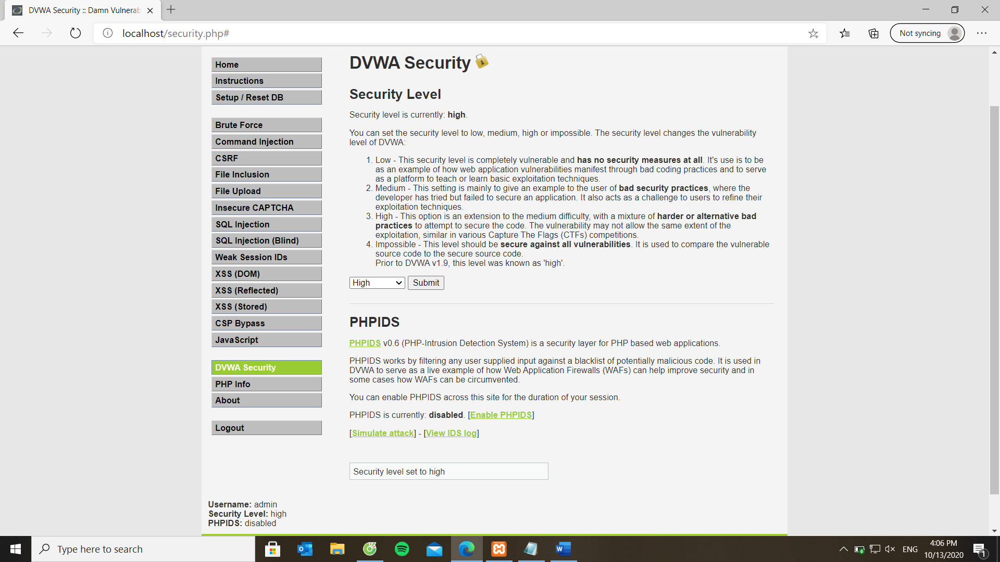 DVWA Security :: Damn Vulnerab
localhost/security.php#
Not syncing
Home
Instructions
Setup / Reset DB
Brute Force
Command Injection
CSRF
File Inclusion
File Upload
Insecure CAPTCHA
SQL Injection
SQL Injection (Blind)
Weak Session IDs
XSS (DOM)
XSS (Reflected)
XSS (Stored)
CSP Bypass
JavaScript
DVWA Security
PHP Info
About
Logout
DVWA Security
Security Level
Security level is currently: high.
You can set the security level to low, medium, high or impossible. The security level changes the vulnerability
level of DVWA:
1. Low - This security level is completely vulnerable and has no security measures at all. It's use is to be
as an example of how web application vulnerabilities manifest through bad coding practices and to serve
as a platform to teach or learn basic exploitation techniques.
2. Medium - This setting is mainly to give an example to the user of bad security practices, where the
developer has tried but failed to secure an application. It also acts as a challenge to users to refine their
exploitation techniques.
3. High - This option is an extension to the medium difficulty, with a mixture of harder or alternative bad
practices to attempt to secure the code. The vulnerability may not allow the same extent of the
exploitation, similar in various Capture The Flags (CTFs) competitions.
4. Impossible - This level should be secure against all vulnerabilities. It is used to compare the vulnerable
source code to the secure source code.
Prior to DVWA v1.9, this level was known as 'high'.
High
Submit
PHPIDS
PHPIDS v0.6 (PHP-Intrusion Detection System) is a security layer for PHP based web applications.
PHPIDS works by filtering any user supplied input against a blacklist of potentially malicious code. It is used in
DVWA to serve as a live example of how Web Application Firewalls (WAFs) can help improve security and in
some cases how WAFs can be circumvented.
You can enable PHPIDS across this site for the duration of your session.
PHPIDS is currently: disabled. [Enable PHPIDS]
[Simulate attack] - [View IDS log]
Security level set to high
Username: admin
Security Level: high
PHPIDS: disabled
Type here to search
ENG
4:06 PM
10/13/2020
1